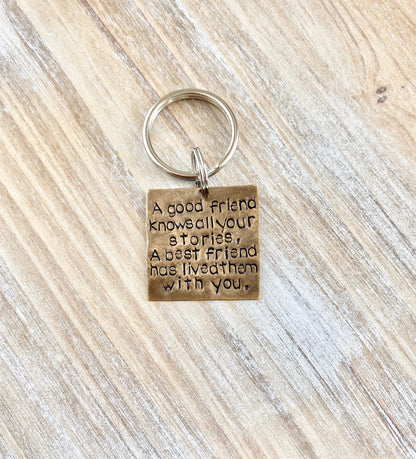 A good friend
knows all your
stories,
A best friend
has lived them
with you,